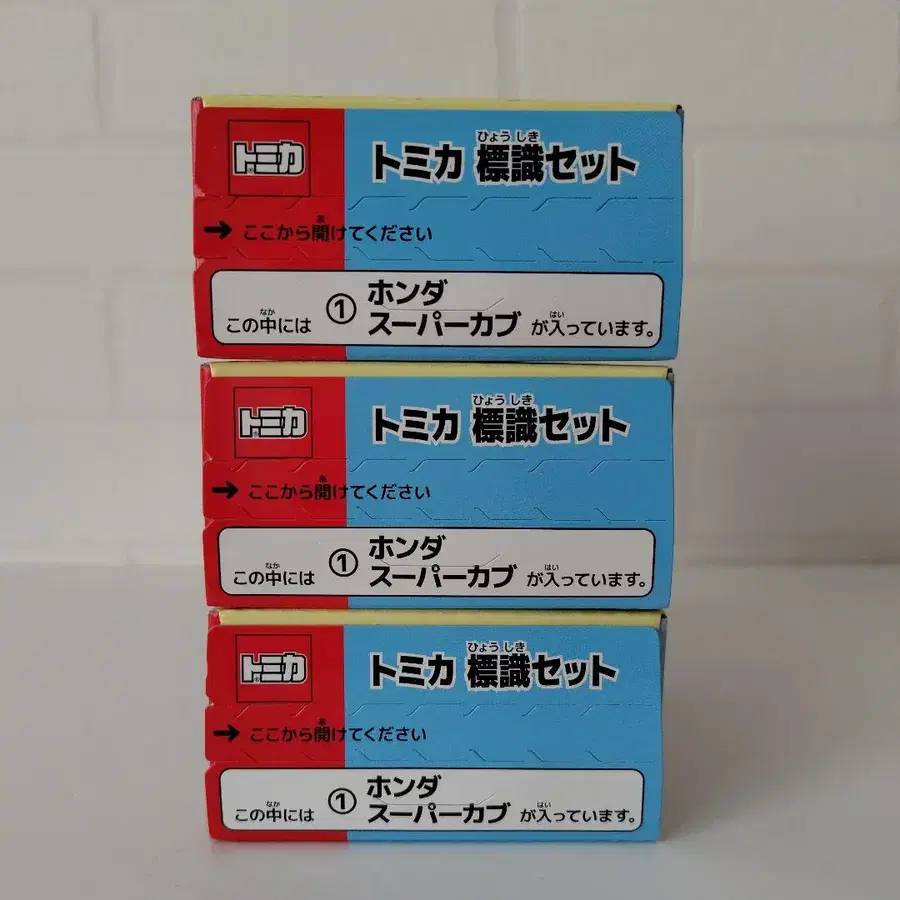 ひょうしき
トミカ トミカ 標識セット
あ
→ ここから開けてください
ホンダ
なか はい
この中には ① スーパーカブ が入っています。
ひょうしき
トミカ トミカ 標識セット
あ
→ ここから開けてください
ホンダ
なか はい
この中には ① スーパーカブ が入っています。
ひょうしき
トミカ トミカ 標識セット
あ
→ ここから開けてください
ホンダ
なか はい
この中には ① スーパーカブ が入っています。